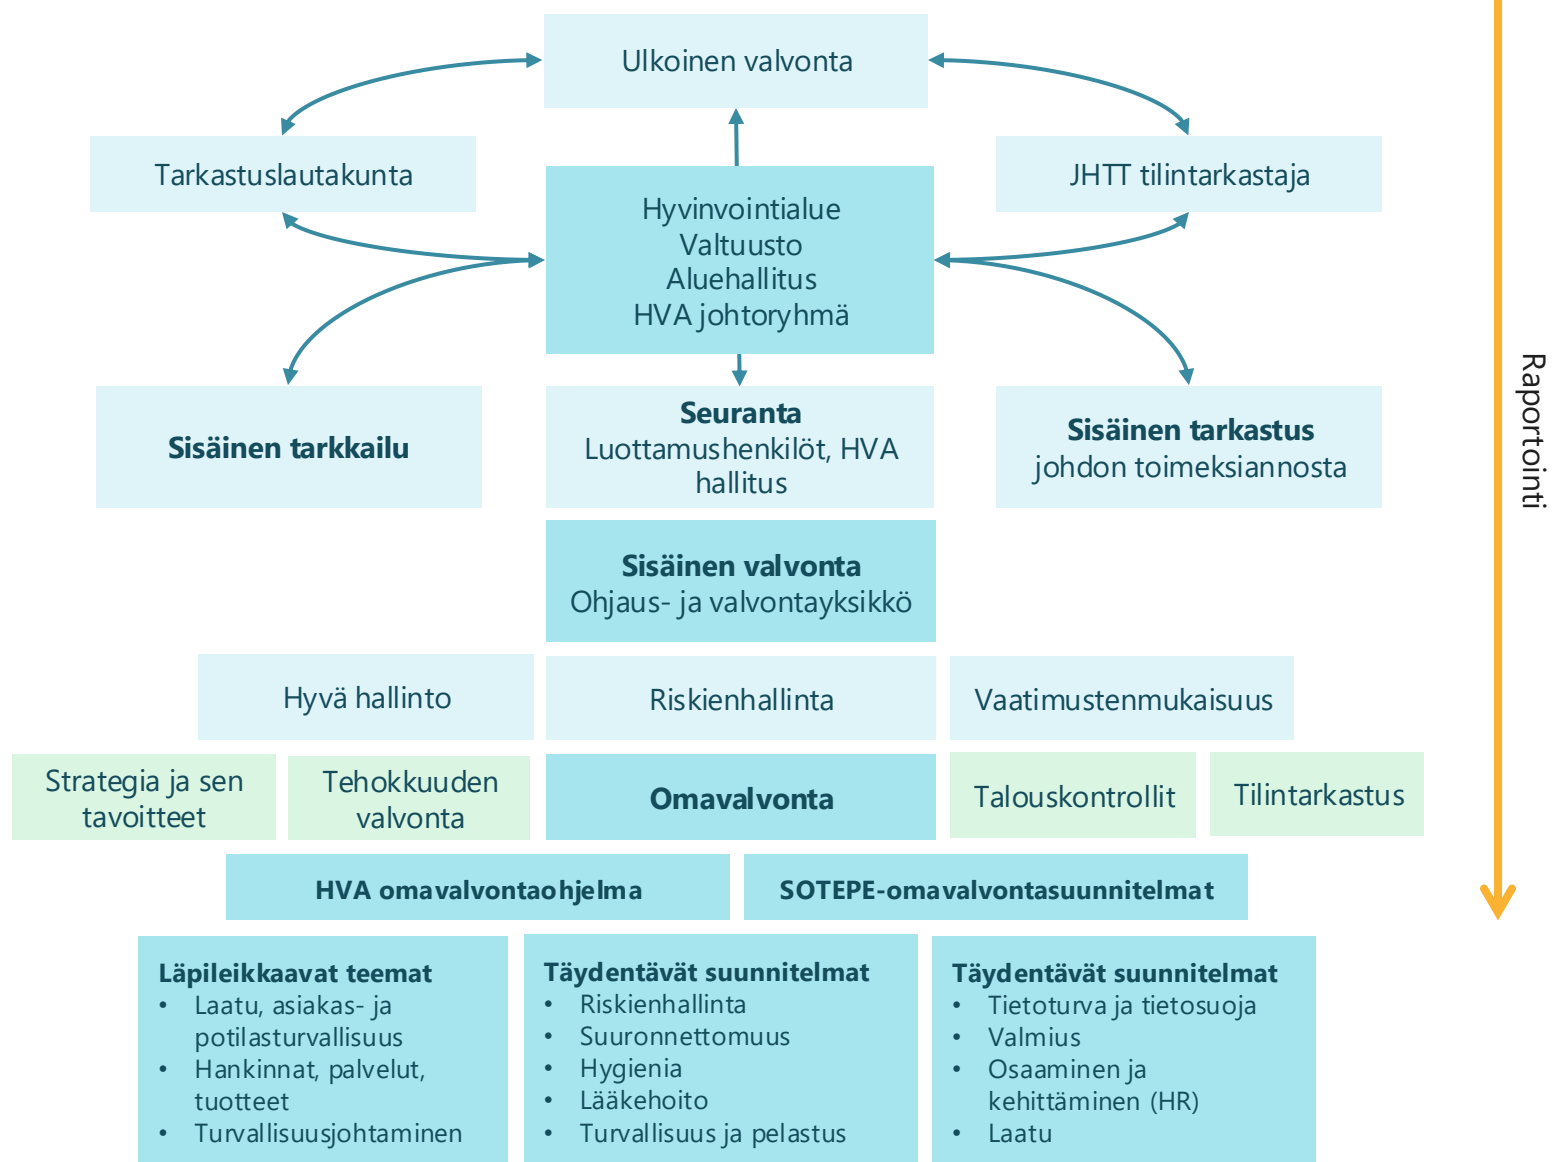 Ulkoinen valvonta
Tarkastuslautakunta
JHTT tilintarkastaja
Hyvinvointialue
Valtuusto
Aluehallitus
HVA johtoryhmä
Sisäinen tarkkailu
Seuranta
Luottamushenkilöt, HVA
hallitus
Sisäinen tarkastus
johdon toimeksiannosta
Raportointi
Sisäinen valvonta
Ohjaus- ja valvontayksikkö
Hyvä hallinto
Riskienhallinta
Vaatimustenmukaisuus
Strategia ja sen
tavoitteet
Tehokkuuden
valvonta
Omavalvonta
Talouskontrollit
Tilintarkastus
HVA omavalvontaohjelma
SOTEPE-omavalvontasuunnitelmat
Läpileikkaavat teemat
• Laatu, asiakas- ja
potilasturvallisuus
• Hankinnat, palvelut,
tuotteet
• Turvallisuusjohtaminen
Täydentävät suunnitelmat
• Riskienhallinta
• Suuronnettomuus
• Hygienia
• Lääkehoito
• Turvallisuus ja pelastus
Täydentävät suunnitelmat
• Tietoturva ja tietosuoja
• Valmius
• Osaaminen ja
kehittäminen (HR)
• Laatu